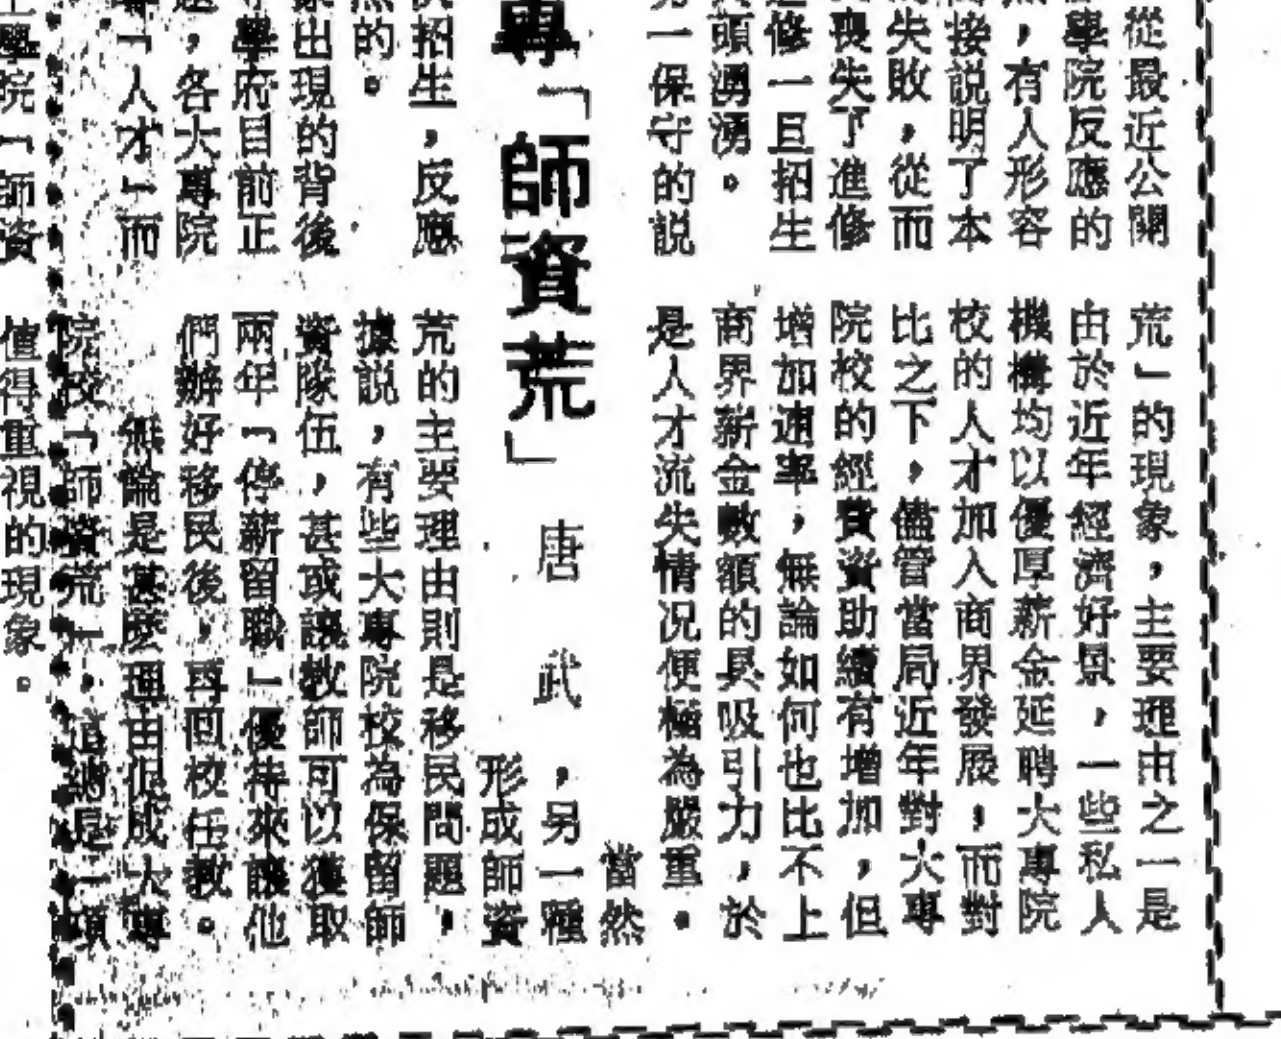 從最近公開
學院反應的
，有人形容
接說明了本
失敗，從而
喪失了進修
修一旦招生
頭湧湧。
一保守的説
荒」的現象，主要理由之一是
由於近年經濟好景，一些私人
機構均以優厚薪金延聘大專院
校的人才加入商界發展，而對
比之下，儘管當局近年對大專
院校的經費資助續有增加，但
增加速率，無論如何也比不上
商界薪金數額的具吸引力，於
是人才流失情况便極為嚴重。
當然
，另一種
形成師資
專「師資荒」
唐武
招生，反應
的。
出現的背後
學府目前正
，各大專院
「人才」而
學院「師資
荒的主要理由則是移民問題，
據說，有些大專院校為保留師
資隊伍，甚或讓教師可以獲取
兩年「停薪留職」優待來讓他
們辦好移民後，再回校任教。
無論是甚麽理由促成大專
院校「師資荒」，這總是一項
值得重視的現象。